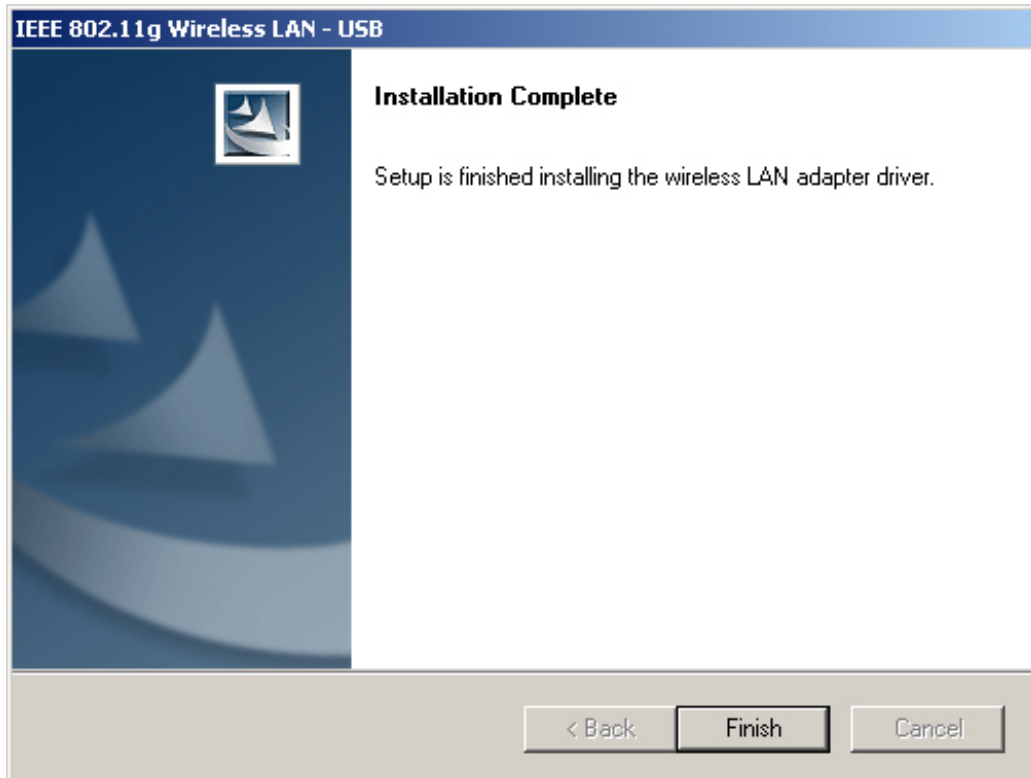 IEEE 802.11g Wireless LAN - USB
Installation Complete
Setup is finished installing the wireless LAN adapter driver.
< Back
Finish
Cancel